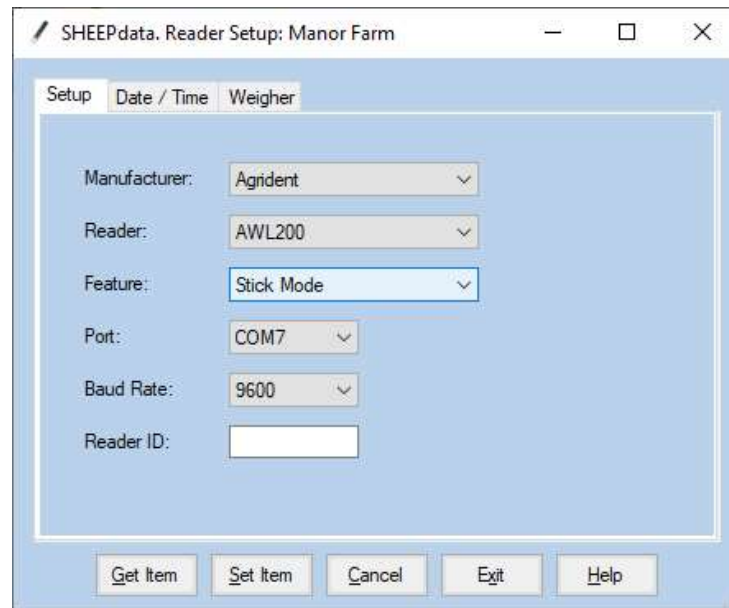 SHEEPdata. Reader Setup: Manor Farm
Setup Date / Time Weigher
Manufacturer: Agrident
Reader: AWL200
Feature: Stick Mode
Port: COM7
Baud Rate: 9600
Reader ID:
Get Item Set Item Cancel Exit Help